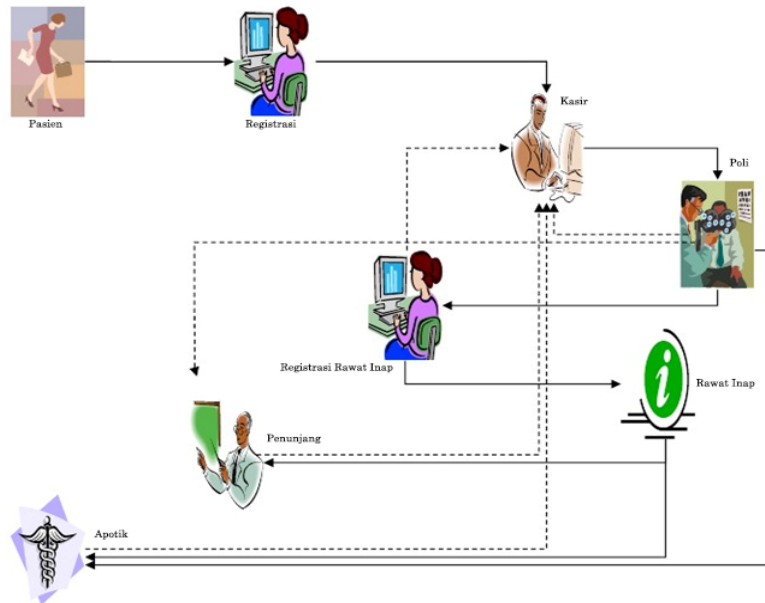 Pasien
Registrasi
Kasir
Poli
Registrasi Rawat Inap
Rawat Inap
Penunjang
Apotik